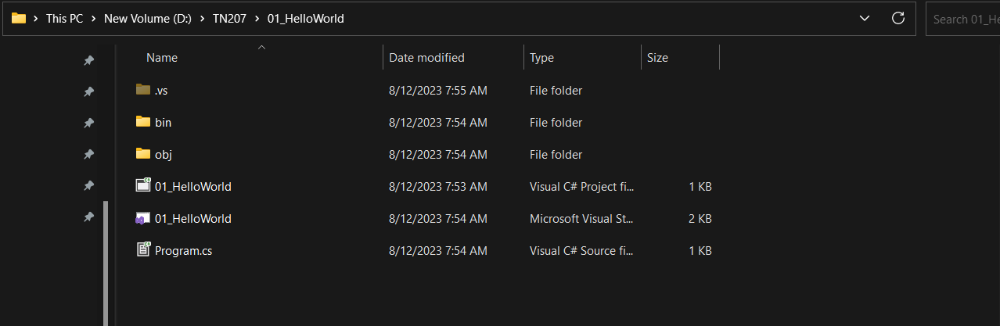 This PC > New Volume (D:) > TN207 > 01_HelloWorld
Search 01_He
Name Date modified Type Size
.vs 8/12/2023 7:55 AM File folder
bin 8/12/2023 7:54 AM File folder
obj 8/12/2023 7:54 AM File folder
01_HelloWorld 8/12/2023 7:53 AM Visual C# Project fi... 1 KB
01_HelloWorld 8/12/2023 7:54 AM Microsoft Visual St... 2 KB
Program.cs 8/12/2023 7:54 AM Visual C# Source fi... 1 KB